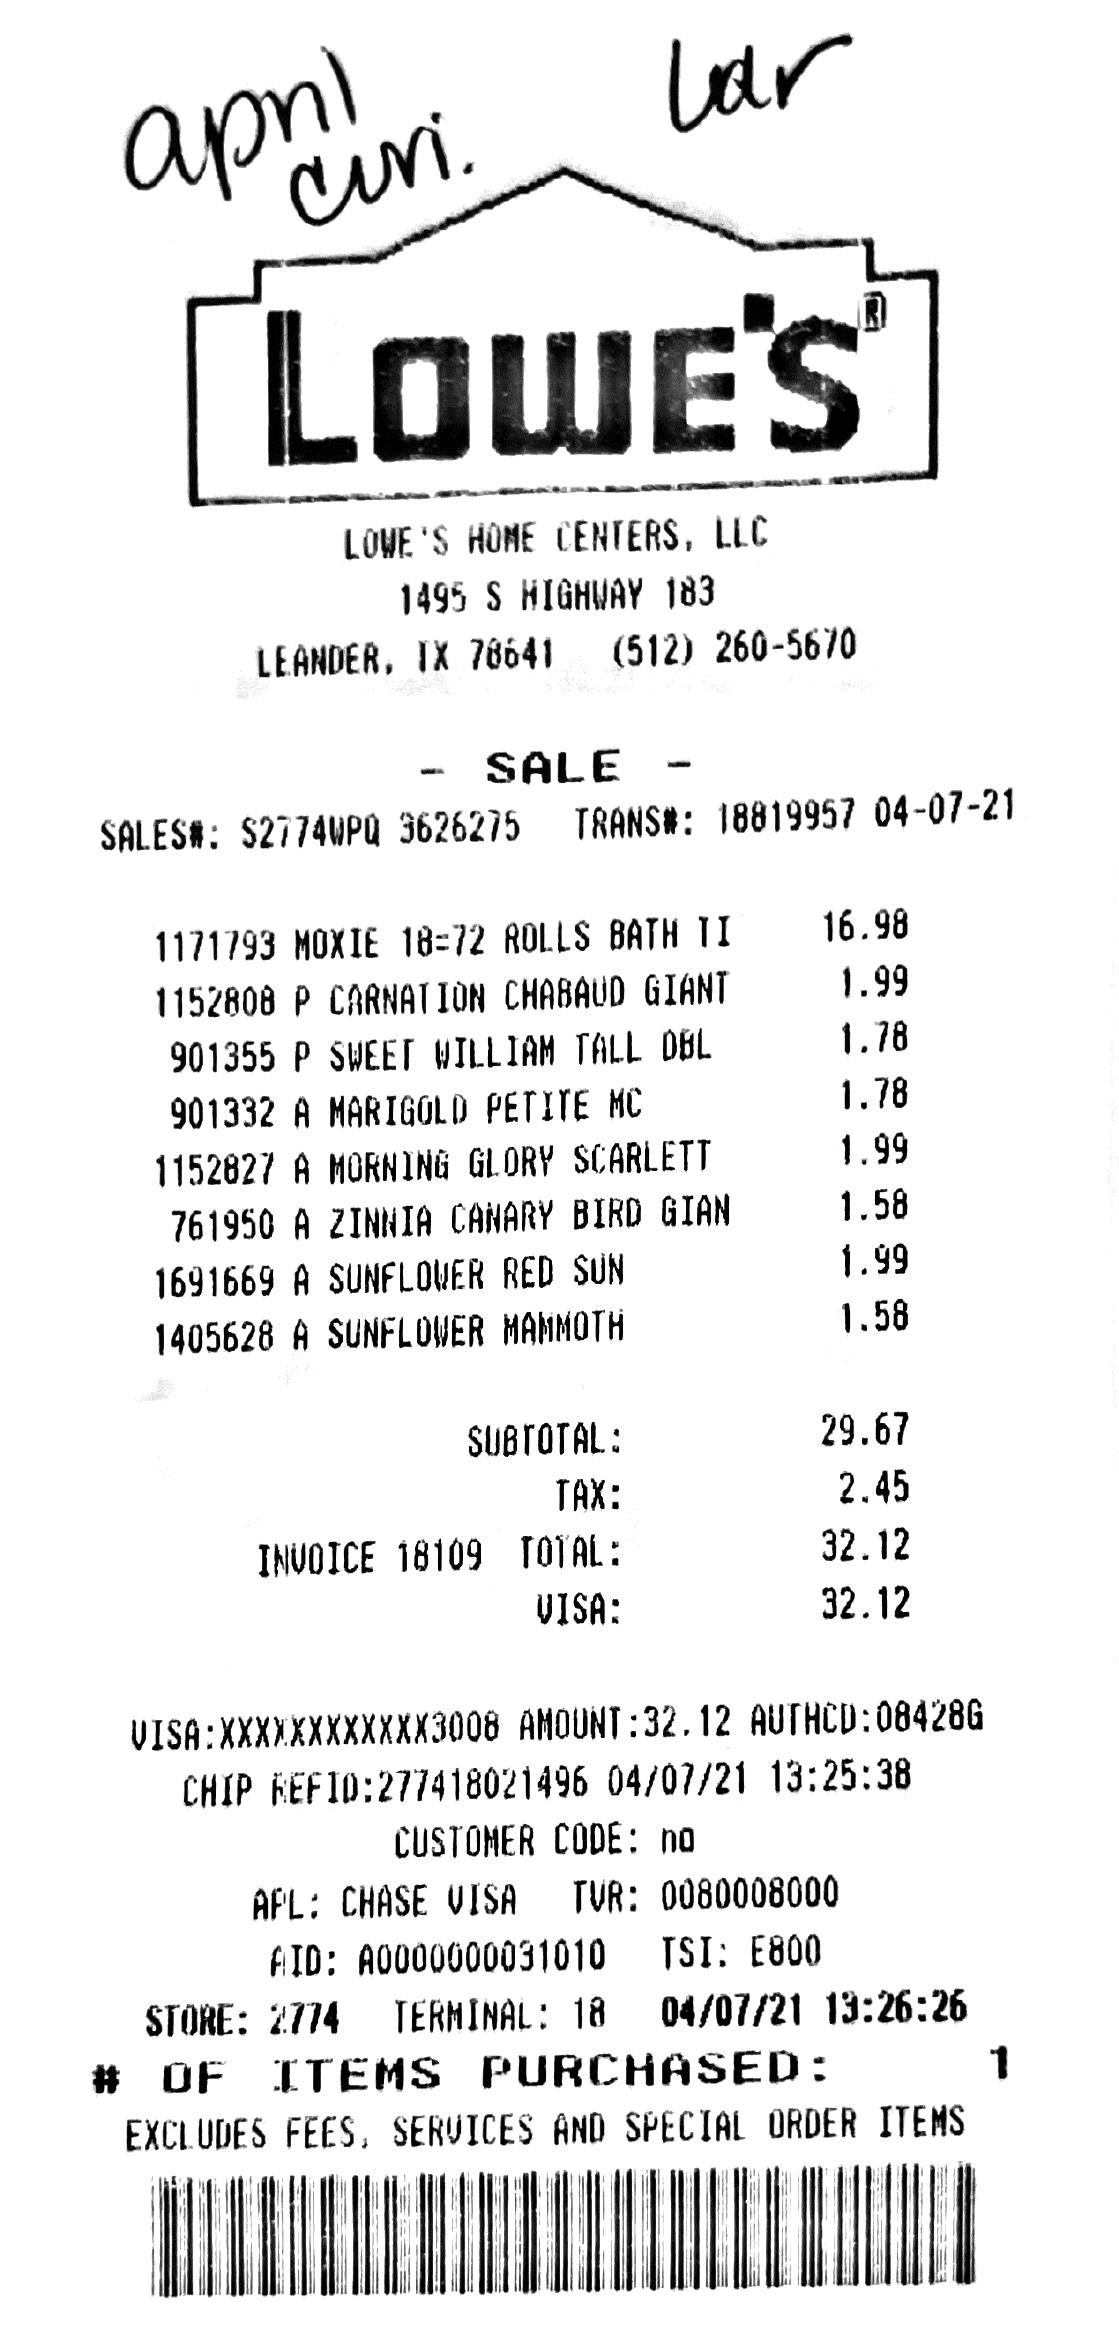 april
curi.
LOWE'S®
LOWE'S HOME CENTERS, LLC
1495 S HIGHWAY 183
LEANDER, TX 78641 (512) 260-5670
- SALE -
SALES#: S2774WPQ 3626275 TRANS#: 18819957 04-07-21
1171793 MOXIE 18=72 ROLLS BATH TI 16.98
1152808 P CARNATION CHABAUD GIANT 1.99
901355 P SWEET WILLIAM TALL DBL 1.78
901332 A MARIGOLD PETITE MC 1.78
1152827 A MORNING GLORY SCARLETT 1.99
761950 A ZINNIA CANARY BIRD GIAN 1.58
1691669 A SUNFLOWER RED SUN 1.99
1405628 A SUNFLOWER MAMMOTH 1.58
SUBTOTAL: 29.67
TAX: 2.45
INVOICE 18109 TOTAL: 32.12
VISA: 32.12
VISA:XXXXXXXXXXXX3008 AMOUNT:32.12 AUTHCD:08428G
CHIP REFID:277418021496 04/07/21 13:25:38
CUSTOMER CODE: na
APL: CHASE VISA TVR: 0080008000
AID: A0000000031010 TSI: E800
STORE: 2774 TERMINAL: 18 04/07/21 13:26:26
# OF ITEMS PURCHASED: 1
EXCLUDES FEES, SERVICES AND SPECIAL ORDER ITEMS